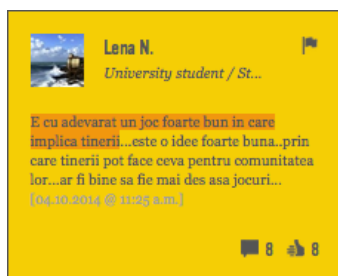 Lena N.
University student / St...
E cu adevarat un joc foarte bun in care
implica tinerii...este o idee foarte buna..prin
care tinerii pot face ceva pentru comunitatea
lor...ar fi bine sa fie mai des asa jocuri...
[04.10.2014 @ 11:25 a.m.]
8 8